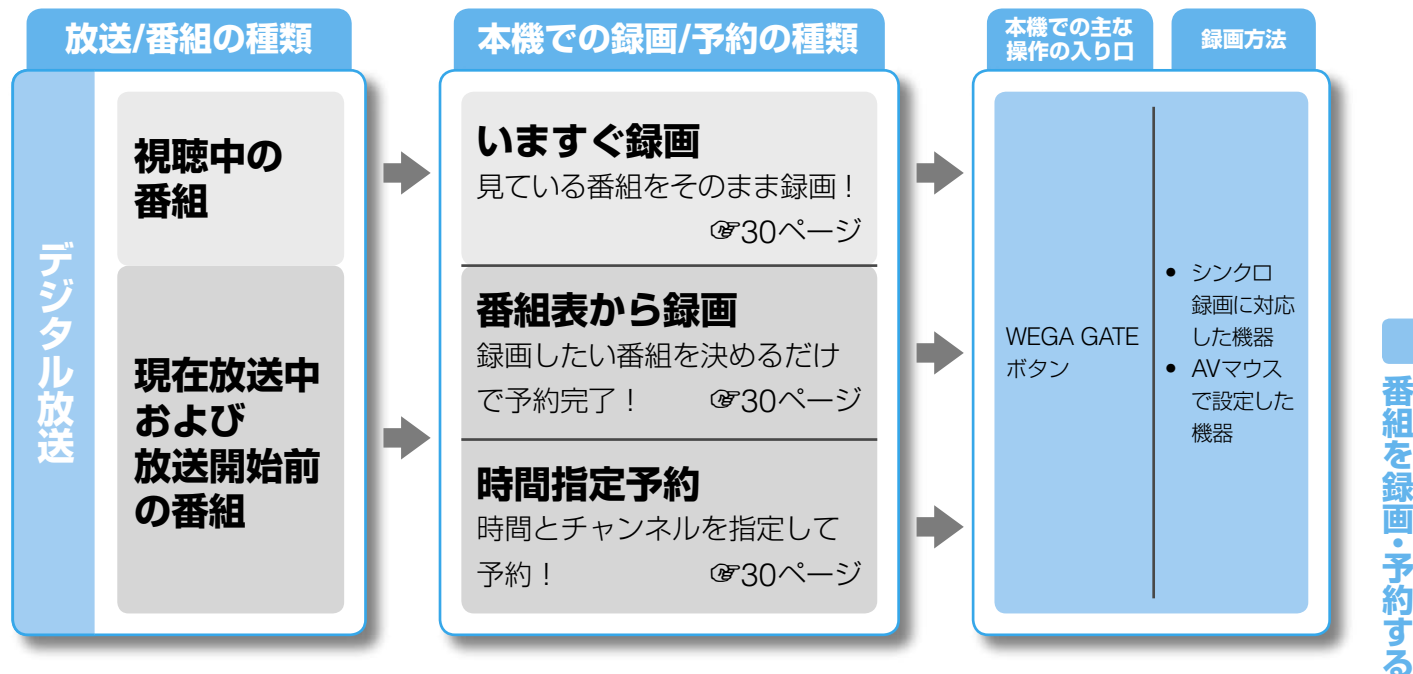 放送/番組の種類
デジタル放送
視聴中の
番組
現在放送中
および
放送開始前
の番組
本機での録画/予約の種類
いますぐ録画
見ている番組をそのまま録画！
☞30ページ
番組表から録画
録画したい番組を決めるだけ
で予約完了！ ☞30ページ
時間指定予約
時間とチャンネルを指定して
予約！ ☞30ページ
本機での主な
操作の入り口
録画方法
WEGA GATE
ボタン
• シンクロ
録画に対応
した機器
• AVマウス
で設定した
機器
番組を録画・予約する